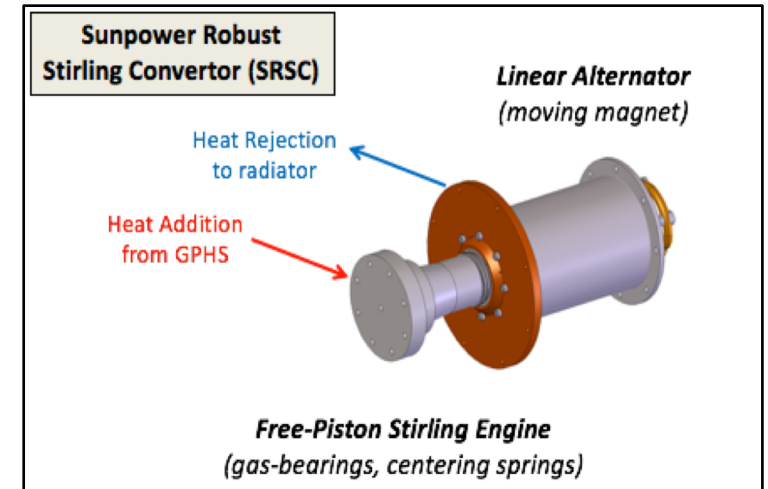 Sunpower Robust
Stirling Convertor (SRSC)
Linear Alternator
(moving magnet)
Heat Rejection
to radiator
Heat Addition
from GPHS
Free-Piston Stirling Engine
(gas-bearings, centering springs)